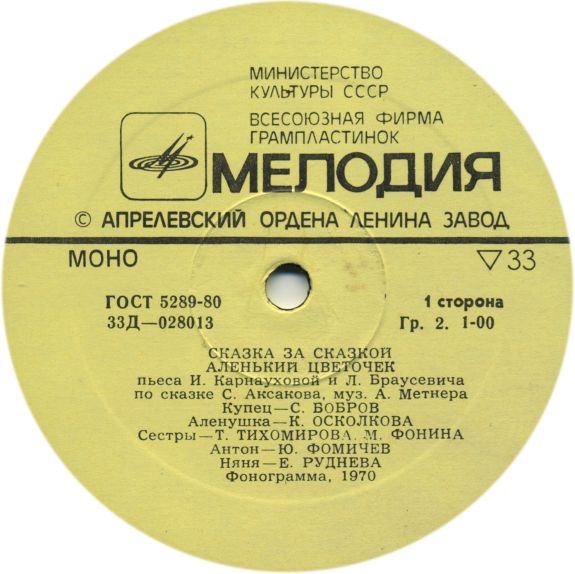 МИНИСТЕРСТВО
КУЛЬТУРЫ СССР
ВСЕСОЮЗНАЯ ФИРМА
ГРАМПЛАСТИНОК
МЕЛОДИЯ
© АПРЕЛЕВСКИЙ ОРДЕНА ЛЕНИНА ЗАВОД
МОНО ▽ 33
ГОСТ 5289-80 1 сторона
33Д—028013 Гр. 2. 1-00
СКАЗКА ЗА СКАЗКОЙ
АЛЕНЬКИЙ ЦВЕТОЧЕК
пьеса И. Карнауховой и Л. Браусевича
по сказке С. Аксакова, муз. А. Метнера
Купец—С. БОБРОВ
Аленушка—К. ОСКОЛКОВА
Сестры—Т. ТИХОМИРОВА, М. ФОНИНА
Антон—Ю. ФОМИЧЕВ
Няня—Е. РУДНЕВА
Фонограмма, 1970